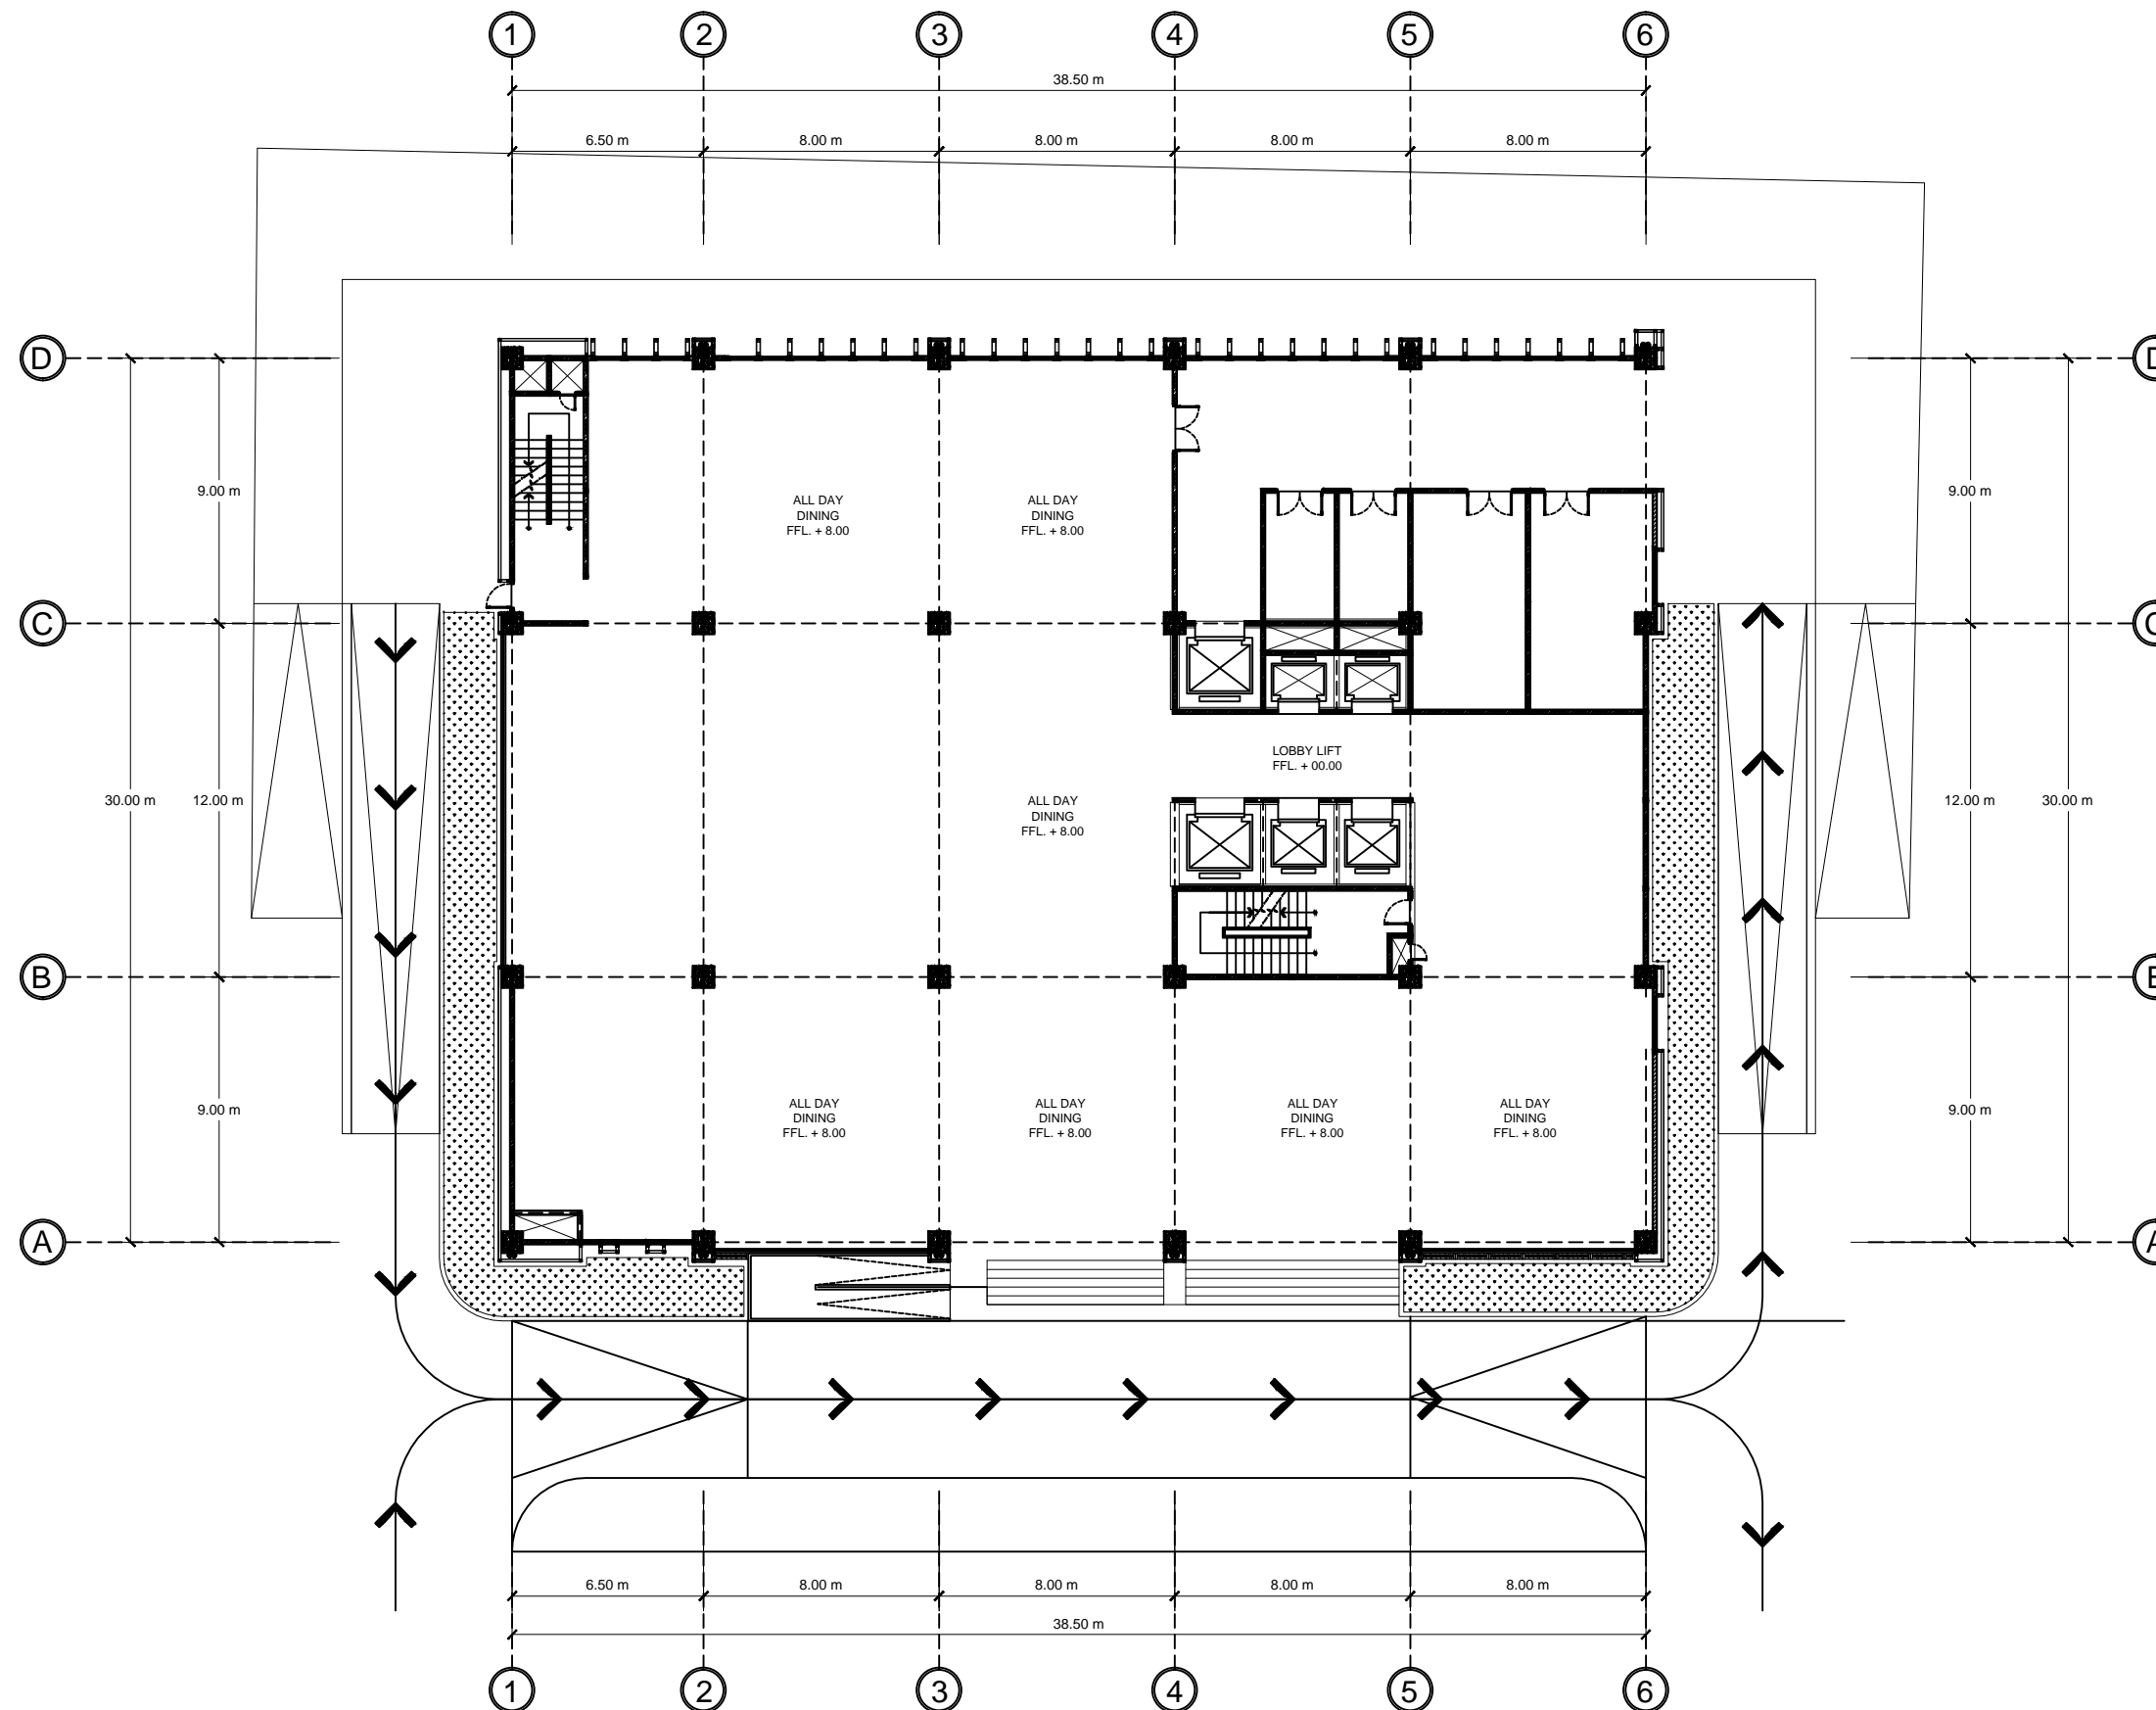 1 2 3 4 5 6
38.50 m
6.50 m 8.00 m 8.00 m 8.00 m 8.00 m
D D
9.00 m 9.00 m
ALL DAY
DINING
FFL. + 8.00
ALL DAY
DINING
FFL. + 8.00
C C
LOBBY LIFT
FFL. + 00.00
30.00 m 12.00 m 12.00 m 30.00 m
ALL DAY
DINING
FFL. + 8.00
B B
9.00 m 9.00 m
ALL DAY
DINING
FFL. + 8.00
ALL DAY
DINING
FFL. + 8.00
ALL DAY
DINING
FFL. + 8.00
ALL DAY
DINING
FFL. + 8.00
A A
6.50 m 8.00 m 8.00 m 8.00 m 8.00 m
38.50 m
1 2 3 4 5 6